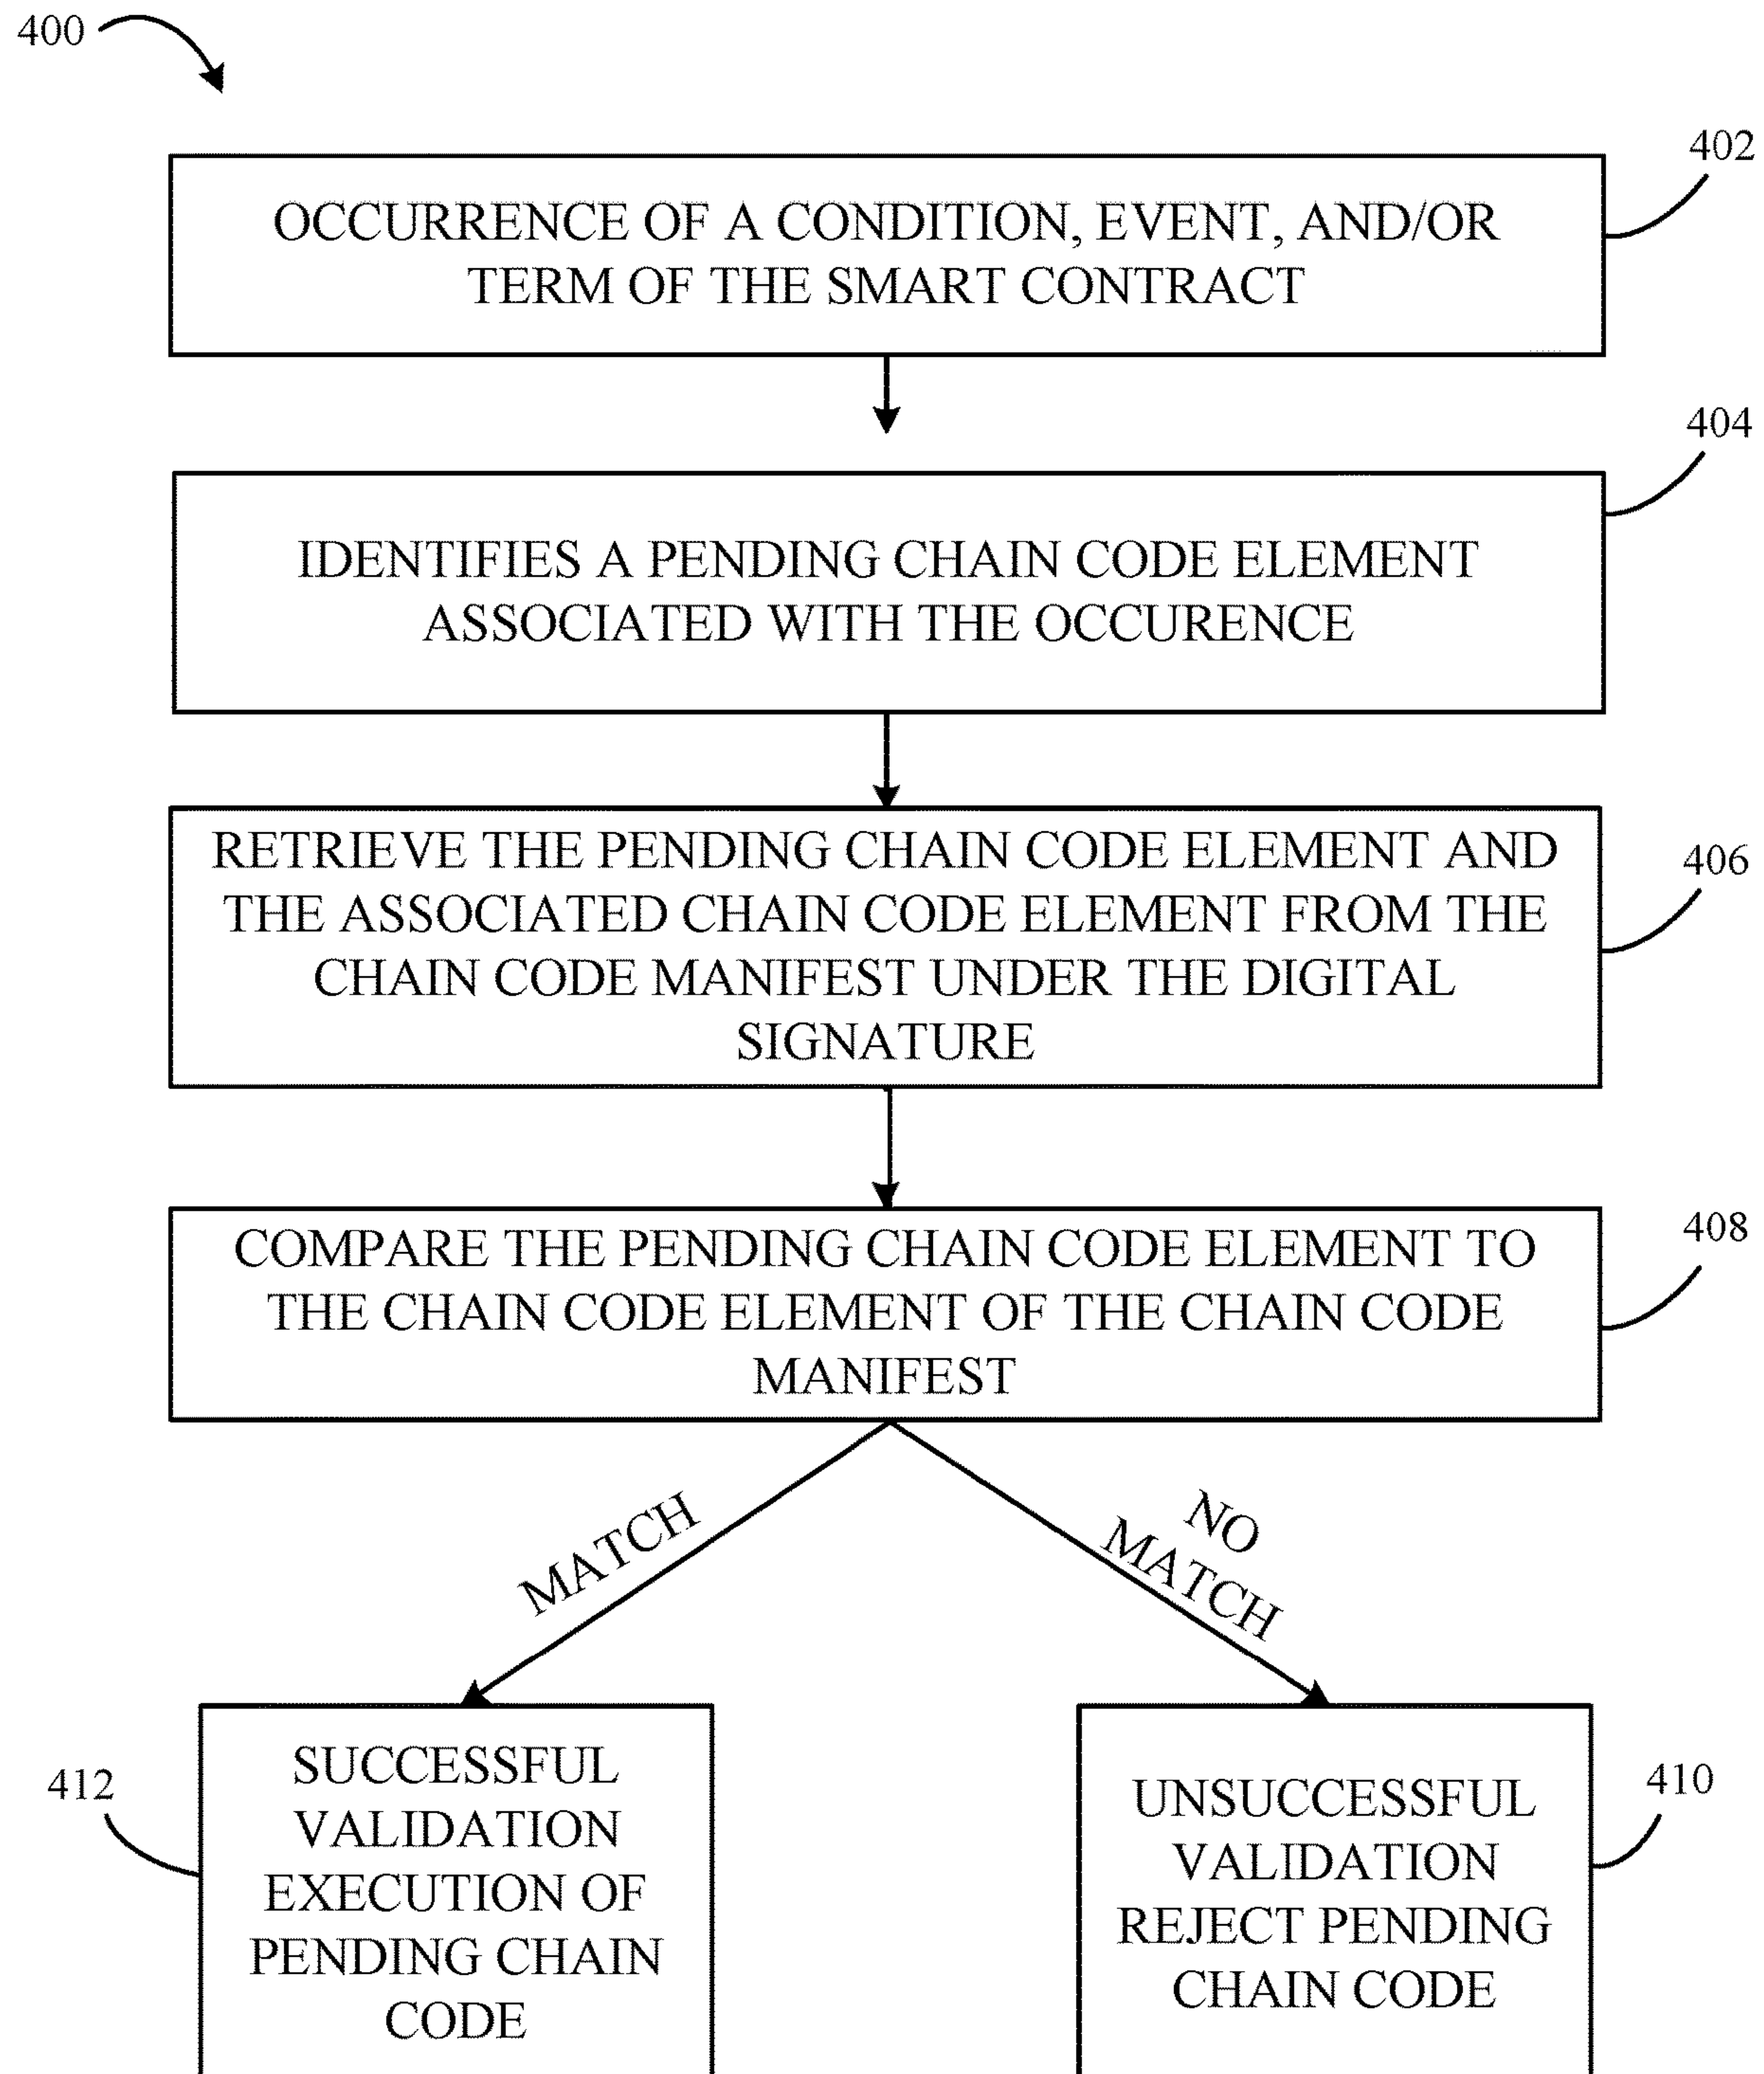 400
402
OCCURRENCE OF A CONDITION, EVENT, AND/OR
TERM OF THE SMART CONTRACT
404
IDENTIFIES A PENDING CHAIN CODE ELEMENT
ASSOCIATED WITH THE OCCURENCE
RETRIEVE THE PENDING CHAIN CODE ELEMENT AND
406
THE ASSOCIATED CHAIN CODE ELEMENT FROM THE
CHAIN CODE MANIFEST UNDER THE DIGITAL
SIGNATURE
408
COMPARE THE PENDING CHAIN CODE ELEMENT TO
THE CHAIN CODE ELEMENT OF THE CHAIN CODE
MANIFEST
MATCH
NO
MATCH
412
SUCCESSFUL
VALIDATION
EXECUTION OF
PENDING CHAIN
CODE
410
UNSUCCESSFUL
VALIDATION
REJECT PENDING
CHAIN CODE